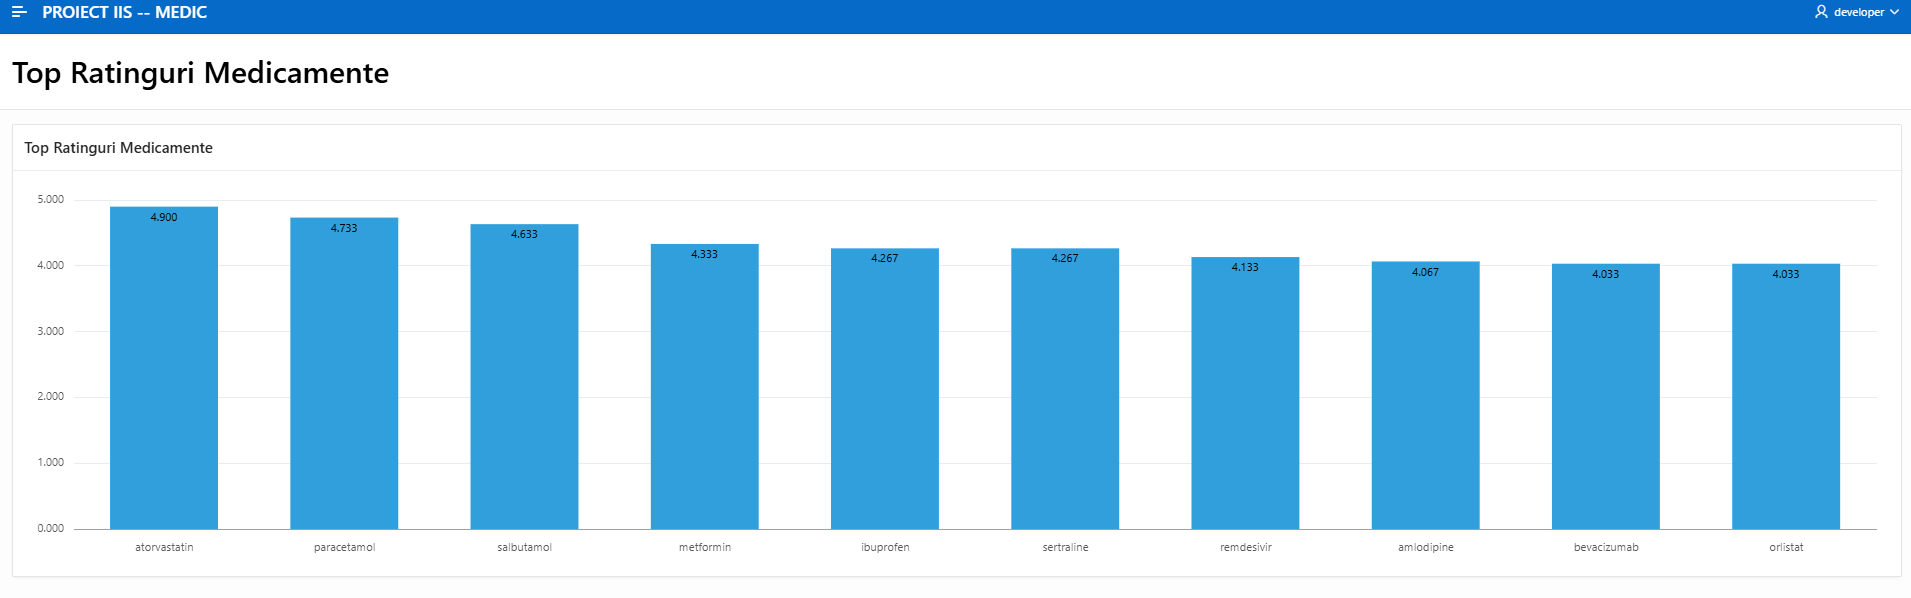 PROIECT IIS -- MEDIC
developer
Top Ratinguri Medicamente
Top Ratinguri Medicamente
5.000
4.000
3.000
2.000
1.000
0.000
4.900
4.733
4.633
4.333
4.267
4.267
4.133
4.067
4.033
4.033
atorvastatin
paracetamol
salbutamol
metformin
ibuprofen
sertraline
remdesivir
amlodipine
bevacizumab
orlistat